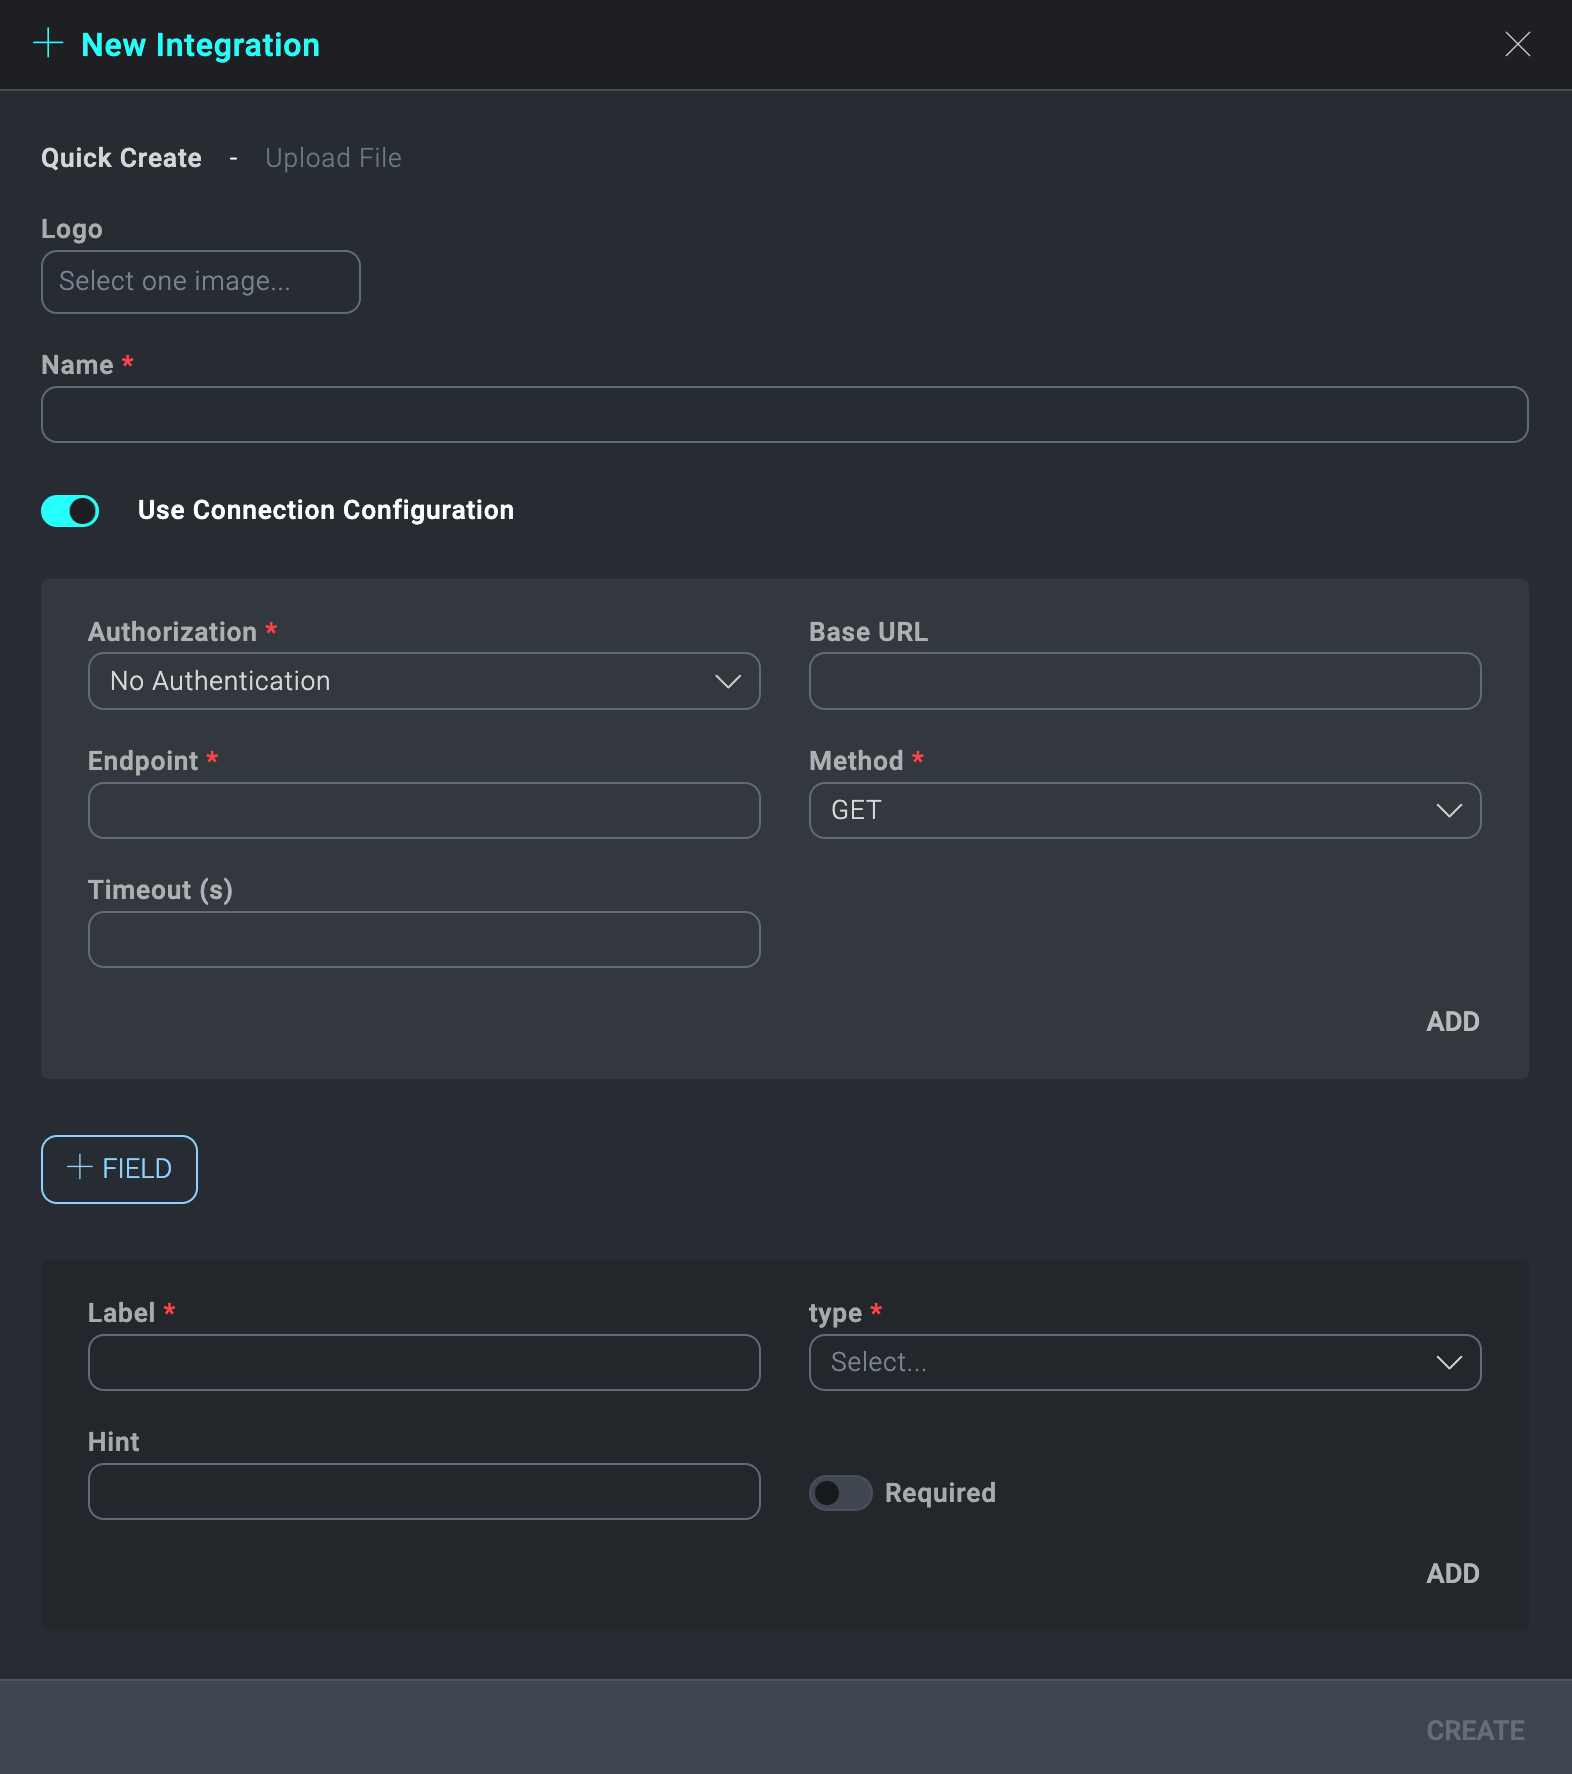 New Integration
Quick Create - Upload File
Logo
Select one image...
Name *
Use Connection Configuration
Authorization *
No Authentication
Base URL
Endpoint *
Method *
GET
Timeout (s)
ADD
FIELD
Label *
type *
Select...
Hint
Required
ADD
CREATE